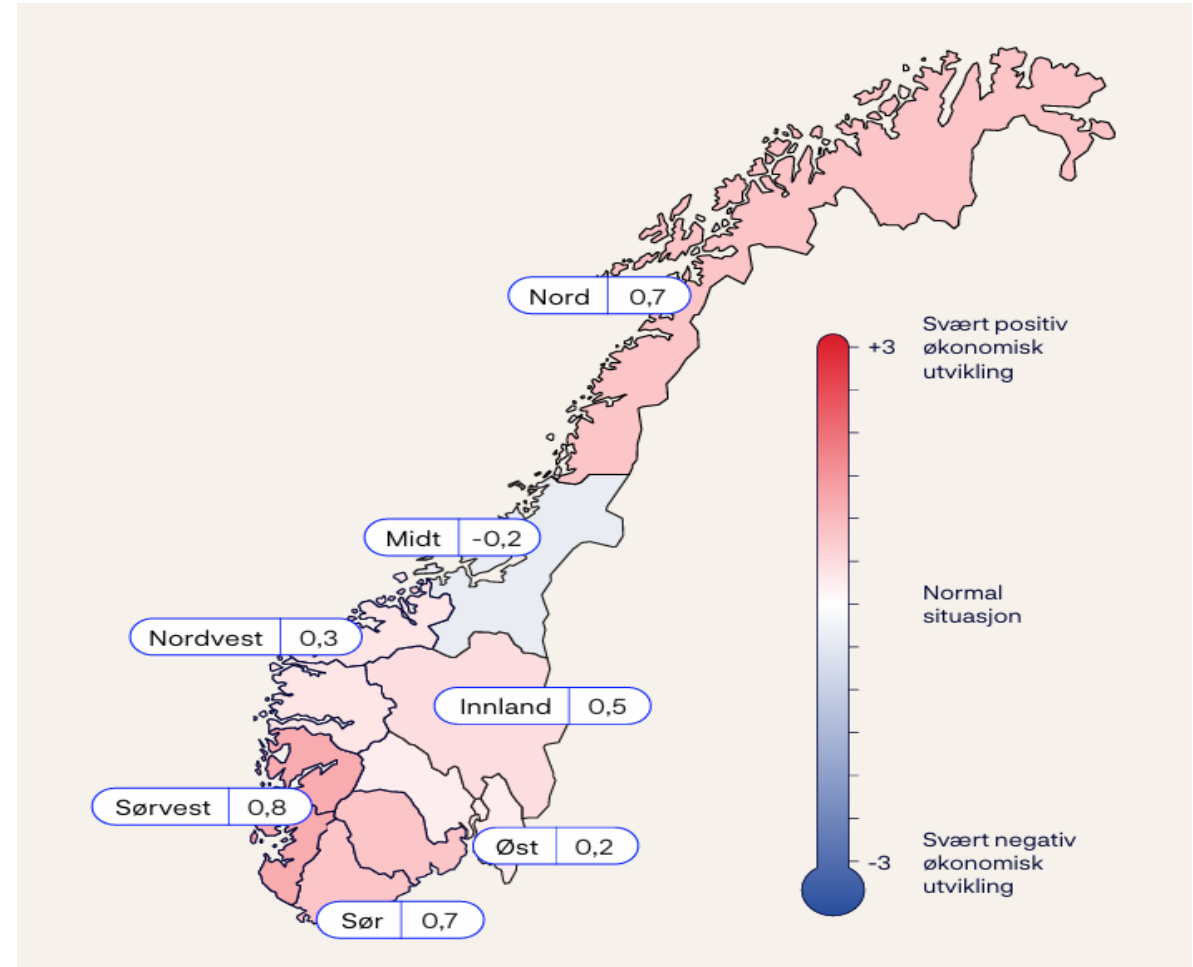 Nord 0,7
Svært positiv
+3 økonomisk
utvikling
Midt -0,2
Normal
situasjon
Nordvest 0,3
Innland 0,5
Sørvest 0,8
Øst 0,2
Svært negativ
-3 økonomisk
utvikling
Sør 0,7